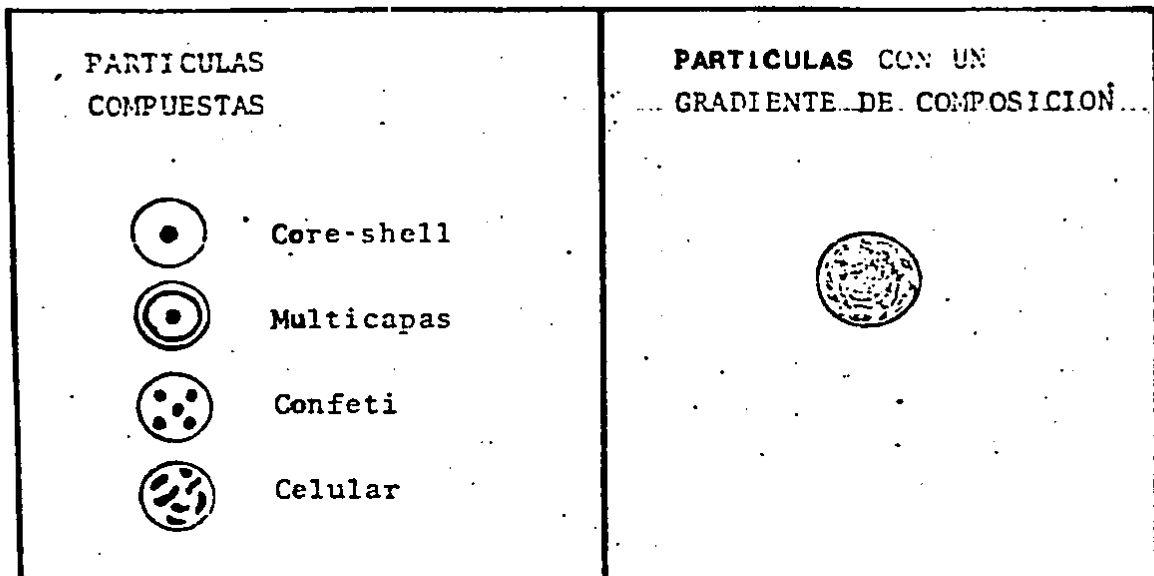 PARTICULAS
COMPUESTAS
Core-shell
Multicapas
Confeti
Celular
PARTICULAS CON UN
GRADIENTE DE COMPOSICION